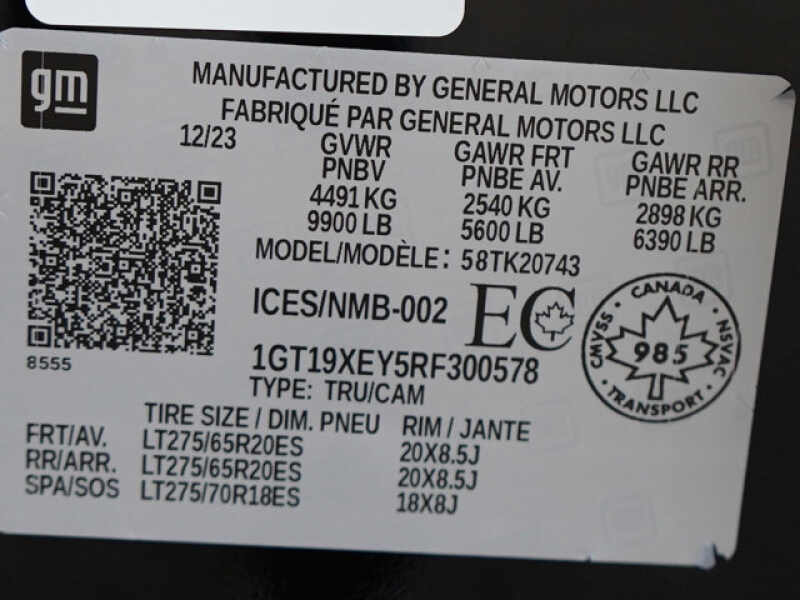 gm
MANUFACTURED BY GENERAL MOTORS LLC
FABRIQUÉ PAR GENERAL MOTORS LLC
12/23 GVWR GAWR FRT GAWR RR
PNBV PNBE AV. PNBE ARR.
4491 KG 2540 KG 2898 KG
9900 LB 5600 LB 6390 LB
MODEL/MODÈLE: 58TK20743
ICES/NMB-002 EC
CANADA
CMVSS • NSVAC
985
• TRANSPORT •
8555
1GT19XEY5RF300578
TYPE: TRU/CAM
TIRE SIZE / DIM. PNEU RIM / JANTE
FRT/AV. LT275/65R20ES 20X8.5J
RR/ARR. LT275/65R20ES 20X8.5J
SPA/SOS LT275/70R18ES 18X8J